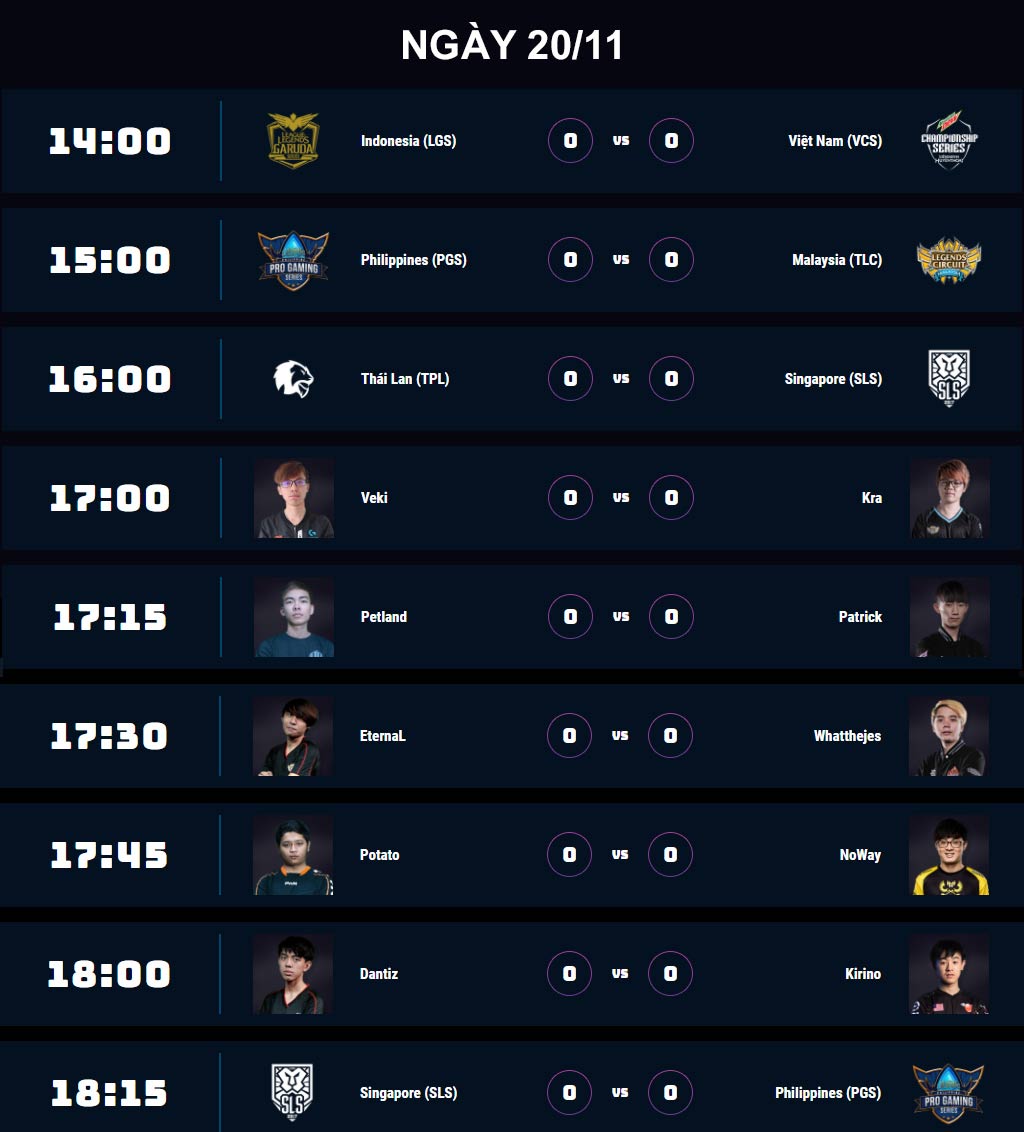 NGÀY 20/11
14:00 LEAGUE OF LEGENDS GARUDA SERIES Indonesia (LGS) 0 VS 0 Việt Nam (VCS) CHAMPIONSHIP SERIES
15:00 PRO GAMING SERIES Philippines (PGS) 0 VS 0 Malaysia (TLC) LEGENDS CIRCUIT
16:00 Thái Lan (TPL) 0 VS 0 Singapore (SLS) SLS
17:00 Veki 0 VS 0 Kra
17:15 Petland 0 VS 0 Patrick
17:30 EternaL 0 VS 0 Whatthejes
17:45 Potato 0 VS 0 NoWay
18:00 Dantiz 0 VS 0 Kirino
18:15 SLS Singapore (SLS) 0 VS 0 Philippines (PGS) PRO GAMING SERIES